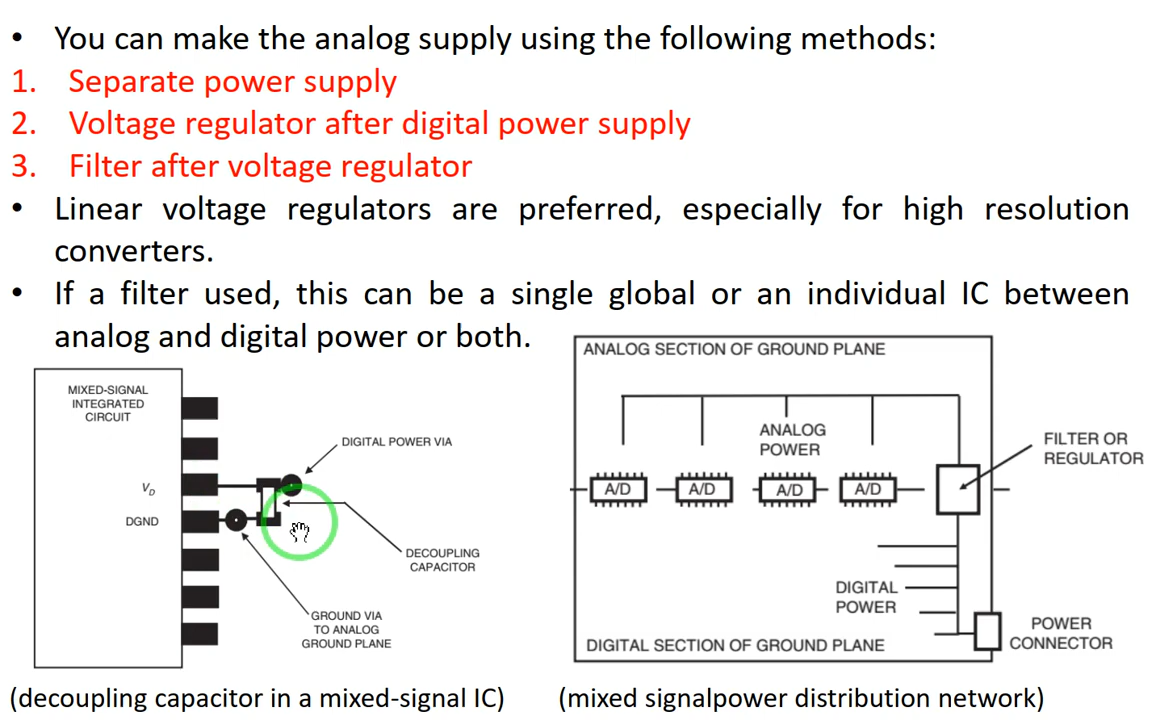 • You can make the analog supply using the following methods:
1. Separate power supply
2. Voltage regulator after digital power supply
3. Filter after voltage regulator
• Linear voltage regulators are preferred, especially for high resolution
converters.
• If a filter used, this can be a single global or an individual IC between
analog and digital power or both.
MIXED-SIGNAL
INTEGRATED
CIRCUIT
DIGITAL POWER VIA
VD
DGND
DECOUPLING
CAPACITOR
GROUND VIA
TO ANALOG
GROUND PLANE
(decoupling capacitor in a mixed-signal IC)
ANALOG SECTION OF GROUND PLANE
ANALOG
POWER
FILTER OR
REGULATOR
A/D
A/D
A/D
A/D
DIGITAL
POWER
POWER
CONNECTOR
DIGITAL SECTION OF GROUND PLANE
(mixed signalpower distribution network)